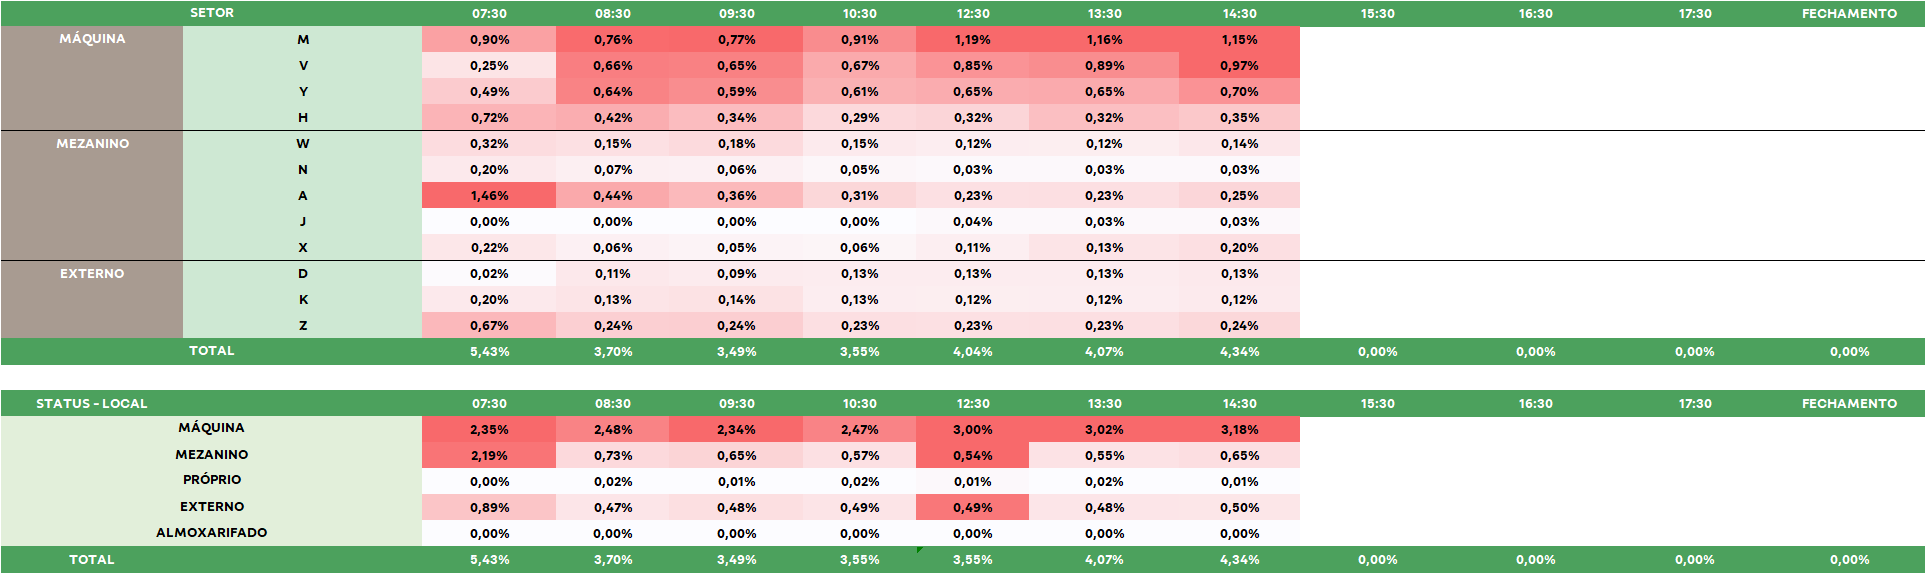 SETOR 07:30 08:30 09:30 10:30 12:30 13:30 14:30 15:30 16:30 17:30 FECHAMENTO
MÁQUINA M 0,90% 0,76% 0,77% 0,91% 1,19% 1,16% 1,15%
V 0,25% 0,66% 0,65% 0,67% 0,85% 0,89% 0,97%
Y 0,49% 0,64% 0,59% 0,61% 0,65% 0,65% 0,70%
H 0,72% 0,42% 0,34% 0,29% 0,32% 0,32% 0,35%
MEZANINO W 0,32% 0,15% 0,18% 0,15% 0,12% 0,12% 0,14%
N 0,20% 0,07% 0,06% 0,05% 0,03% 0,03% 0,03%
A 1,46% 0,44% 0,36% 0,31% 0,23% 0,23% 0,25%
J 0,00% 0,00% 0,00% 0,00% 0,04% 0,03% 0,03%
X 0,22% 0,06% 0,05% 0,06% 0,11% 0,13% 0,20%
EXTERNO D 0,02% 0,11% 0,09% 0,13% 0,13% 0,13% 0,13%
K 0,20% 0,13% 0,14% 0,13% 0,12% 0,12% 0,12%
Z 0,67% 0,24% 0,24% 0,23% 0,23% 0,23% 0,24%
TOTAL 5,43% 3,70% 3,49% 3,55% 4,04% 4,07% 4,34% 0,00% 0,00% 0,00% 0,00%
STATUS - LOCAL 07:30 08:30 09:30 10:30 12:30 13:30 14:30 15:30 16:30 17:30 FECHAMENTO
MÁQUINA 2,35% 2,48% 2,34% 2,47% 3,00% 3,02% 3,18%
MEZANINO 2,19% 0,73% 0,65% 0,57% 0,54% 0,55% 0,65%
PRÓPRIO 0,00% 0,02% 0,01% 0,02% 0,01% 0,02% 0,01%
EXTERNO 0,89% 0,47% 0,48% 0,49% 0,49% 0,48% 0,50%
ALMOXARIFADO 0,00% 0,00% 0,00% 0,00% 0,00% 0,00% 0,00%
TOTAL 5,43% 3,70% 3,49% 3,55% 3,55% 4,07% 4,34% 0,00% 0,00% 0,00% 0,00%